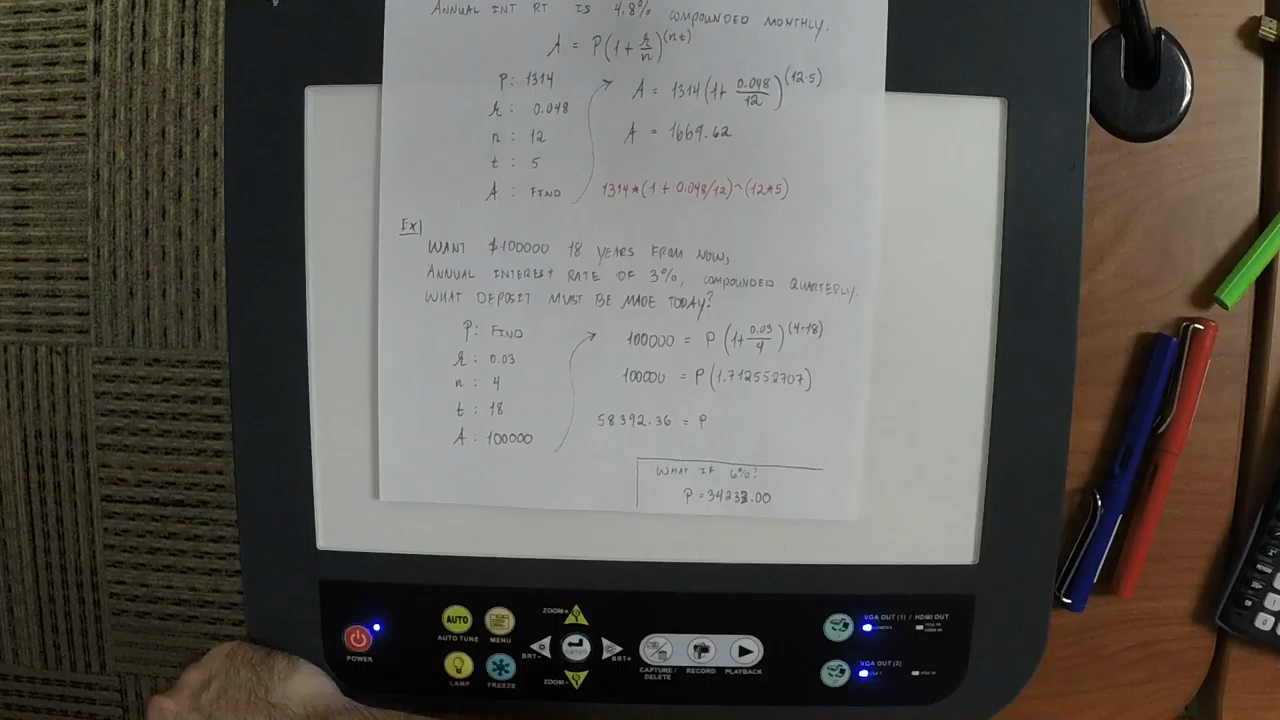 ANNUAL INT RT IS 4.8% COMPOUNDED MONTHLY.
A = P(1 + r/n)^(nt)
P: 1314
r: 0.048
n: 12
t: 5
A: FIND
A = 1314(1 + 0.048/12)^(12·5)
A = 1669.62
1314*(1 + 0.048/12)^(12*5)
Ex
WANT $100000 18 YEARS FROM NOW,
ANNUAL INTEREST RATE OF 3%, COMPOUNDED QUARTERLY.
WHAT DEPOSIT MUST BE MADE TODAY?
P: FIND
r: 0.03
n: 4
t: 18
A: 100000
100000 = P(1 + 0.03/4)^(4·18)
100000 = P(1.712552707)
58392.36 = P
WHAT IF 6%?
P = 34233.00
POWER
AUTO
AUTO TUNE
MENU
LAMP
FREEZE
ZOOM+
BRT-
ENTER
BRT+
ZOOM-
CAPTURE/
DELETE
RECORD
PLAYBACK
VGA OUT (1) / HDMI OUT
VGA OUT (2)